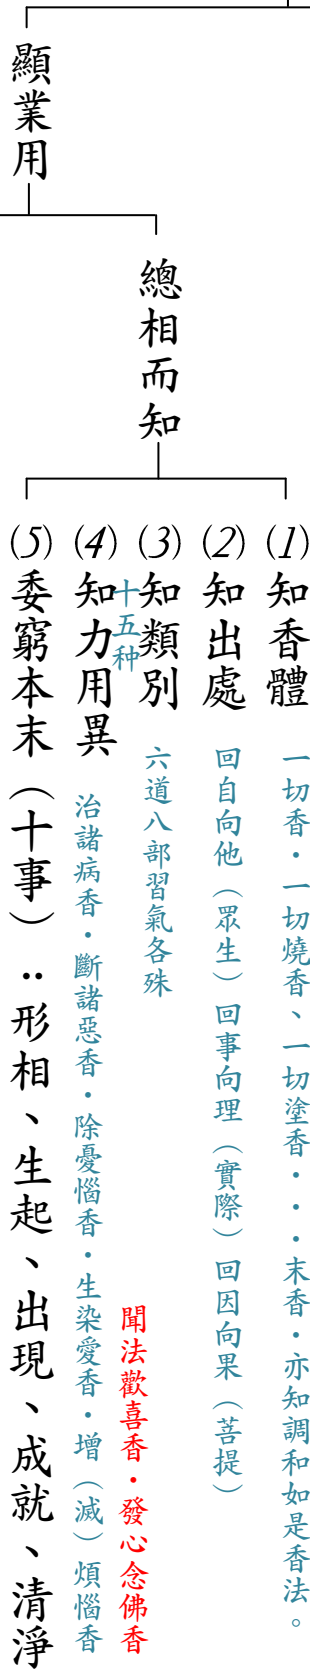 顯業用
總相而知
(1)知香體
一切香·一切燒香、一切塗香···末香·亦知調和如是香法。
(2)知出處
回自向他（眾生）回事向理（實際）回因向果（菩提）
(3)知類別
六道八部習氣各殊
十五种
(4)知力用異
治諸病香·斷諸惡香·除憂惱香·生染愛香·增（滅）煩惱香
聞法歡喜香·發心念佛香
(5)委窮本末（十事）：形相、生起、出現、成就、清淨